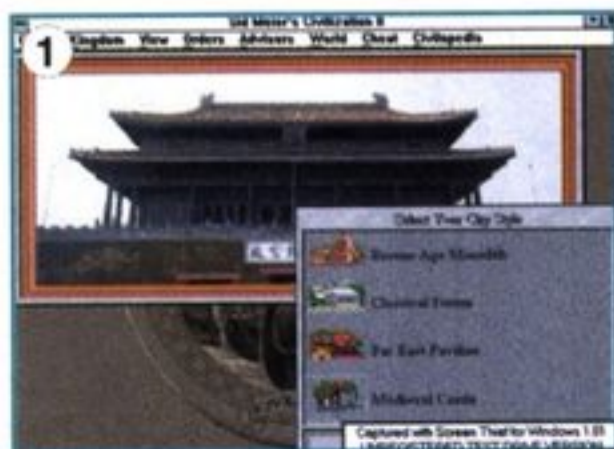 Sid Meier's Civilization II
1
Kingdom View Orders Advisors World Cheat Civilopedia
Select Your City Style
Bronze Age Monolith
Classical Forum
Far East Pavilion
Medieval Castle
Captured with Screen Thief for Windows 1.01